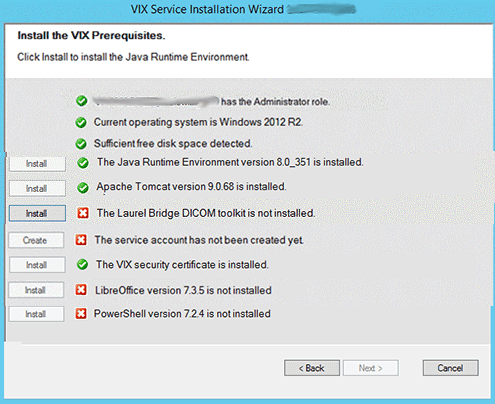 VIX Service Installation Wizard
Install the VIX Prerequisites.
Click Install to install the Java Runtime Environment.
has the Administrator role.
Current operating system is Windows 2012 R2.
Sufficient free disk space detected.
Install The Java Runtime Environment version 8.0_351 is installed.
Install Apache Tomcat version 9.0.68 is installed.
Install The Laurel Bridge DICOM toolkit is not installed.
Create The service account has not been created yet.
Install The VIX security certificate is installed.
Install LibreOffice version 7.3.5 is not installed
Install PowerShell version 7.2.4 is not installed
< Back Next > Cancel